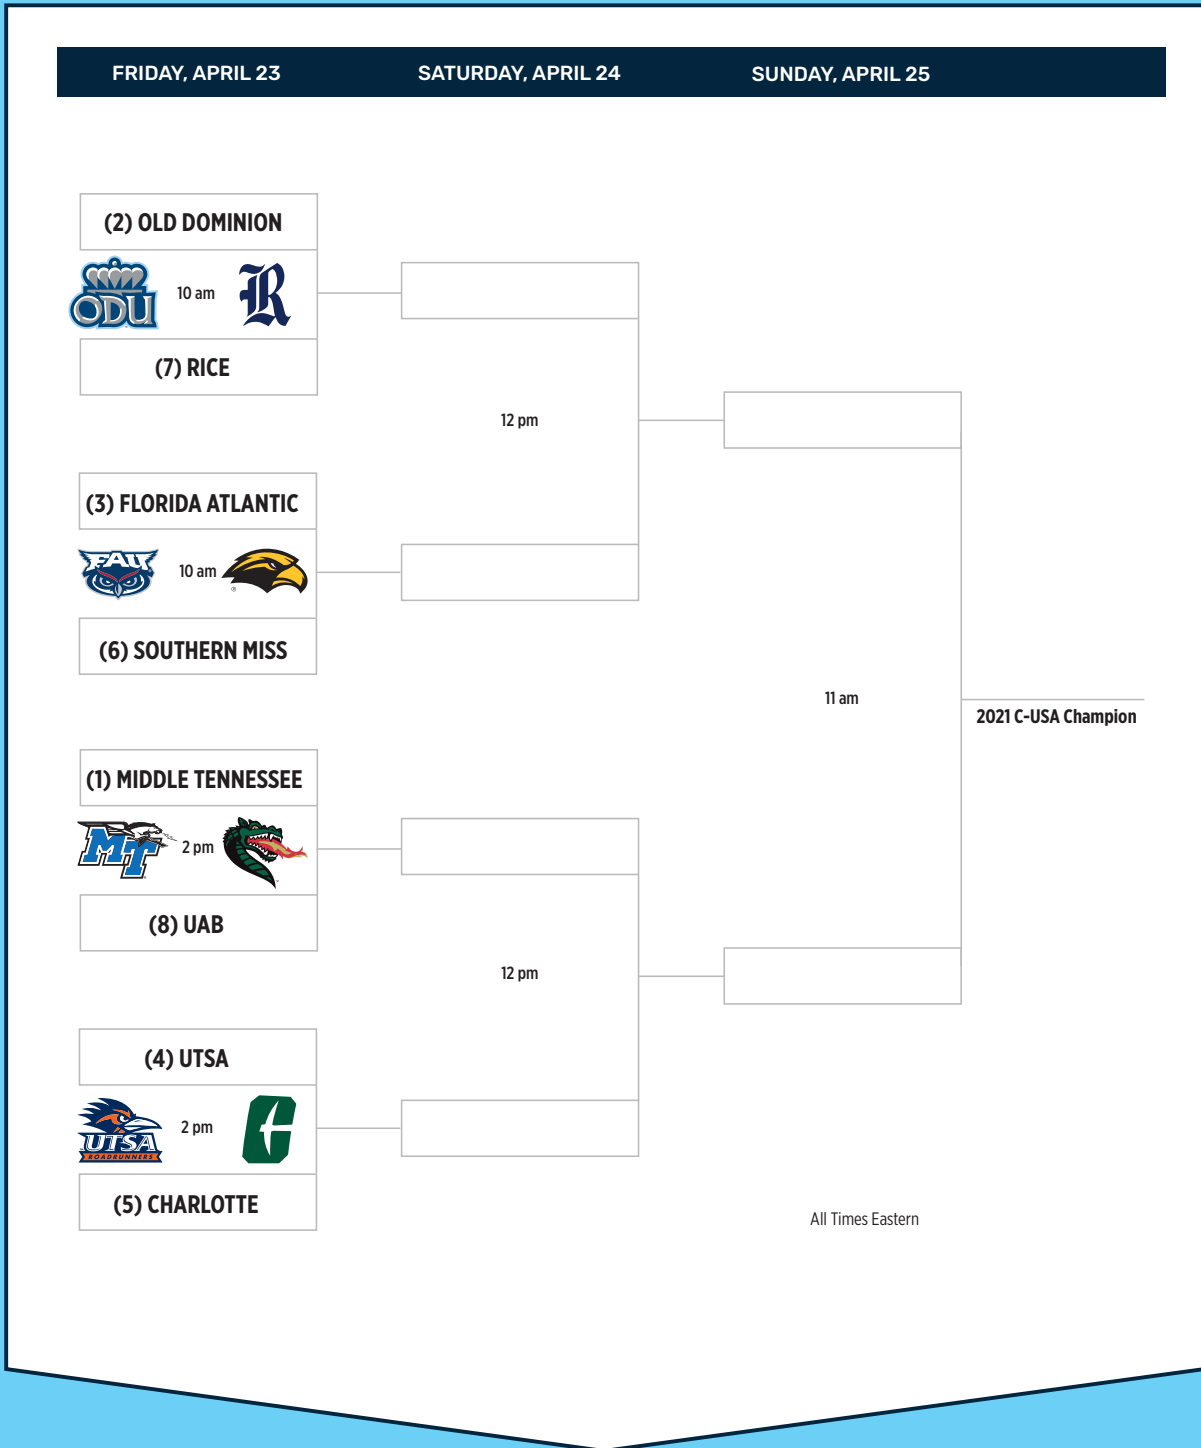 FRIDAY, APRIL 23
SATURDAY, APRIL 24
SUNDAY, APRIL 25
(2) OLD DOMINION
ODU
10 am
R
(7) RICE
12 pm
(3) FLORIDA ATLANTIC
FAU
10 am
(6) SOUTHERN MISS
11 am
2021 C-USA Champion
(1) MIDDLE TENNESSEE
MT
2 pm
(8) UAB
12 pm
(4) UTSA
UTSA
ROADRUNNERS
2 pm
C
(5) CHARLOTTE
All Times Eastern